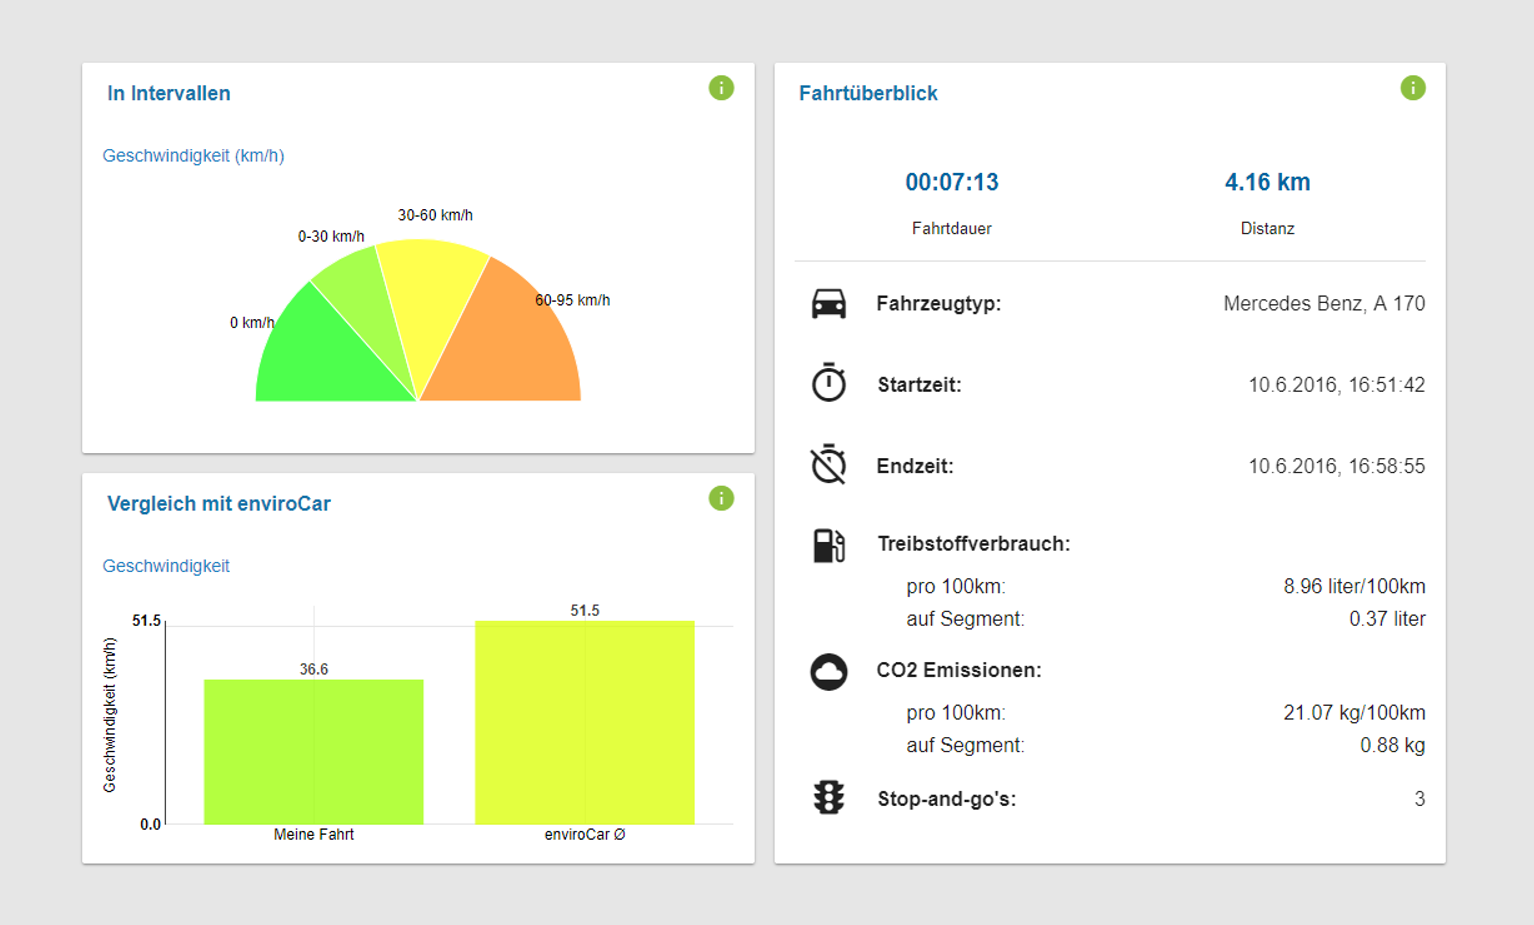 In Intervallen
Geschwindigkeit (km/h)
30-60 km/h
0-30 km/h
60-95 km/h
0 km/h
Vergleich mit enviroCar
Geschwindigkeit
51.5
51.5
36.6
Geschwindigkeit (km/h)
0.0
Meine Fahrt
enviroCar Ø
Fahrtüberblick
00:07:13
4.16 km
Fahrtdauer
Distanz
Fahrzeugtyp: Mercedes Benz, A 170
Startzeit: 10.6.2016, 16:51:42
Endzeit: 10.6.2016, 16:58:55
Treibstoffverbrauch:
pro 100km: 8.96 liter/100km
auf Segment: 0.37 liter
CO2 Emissionen:
pro 100km: 21.07 kg/100km
auf Segment: 0.88 kg
Stop-and-go's: 3